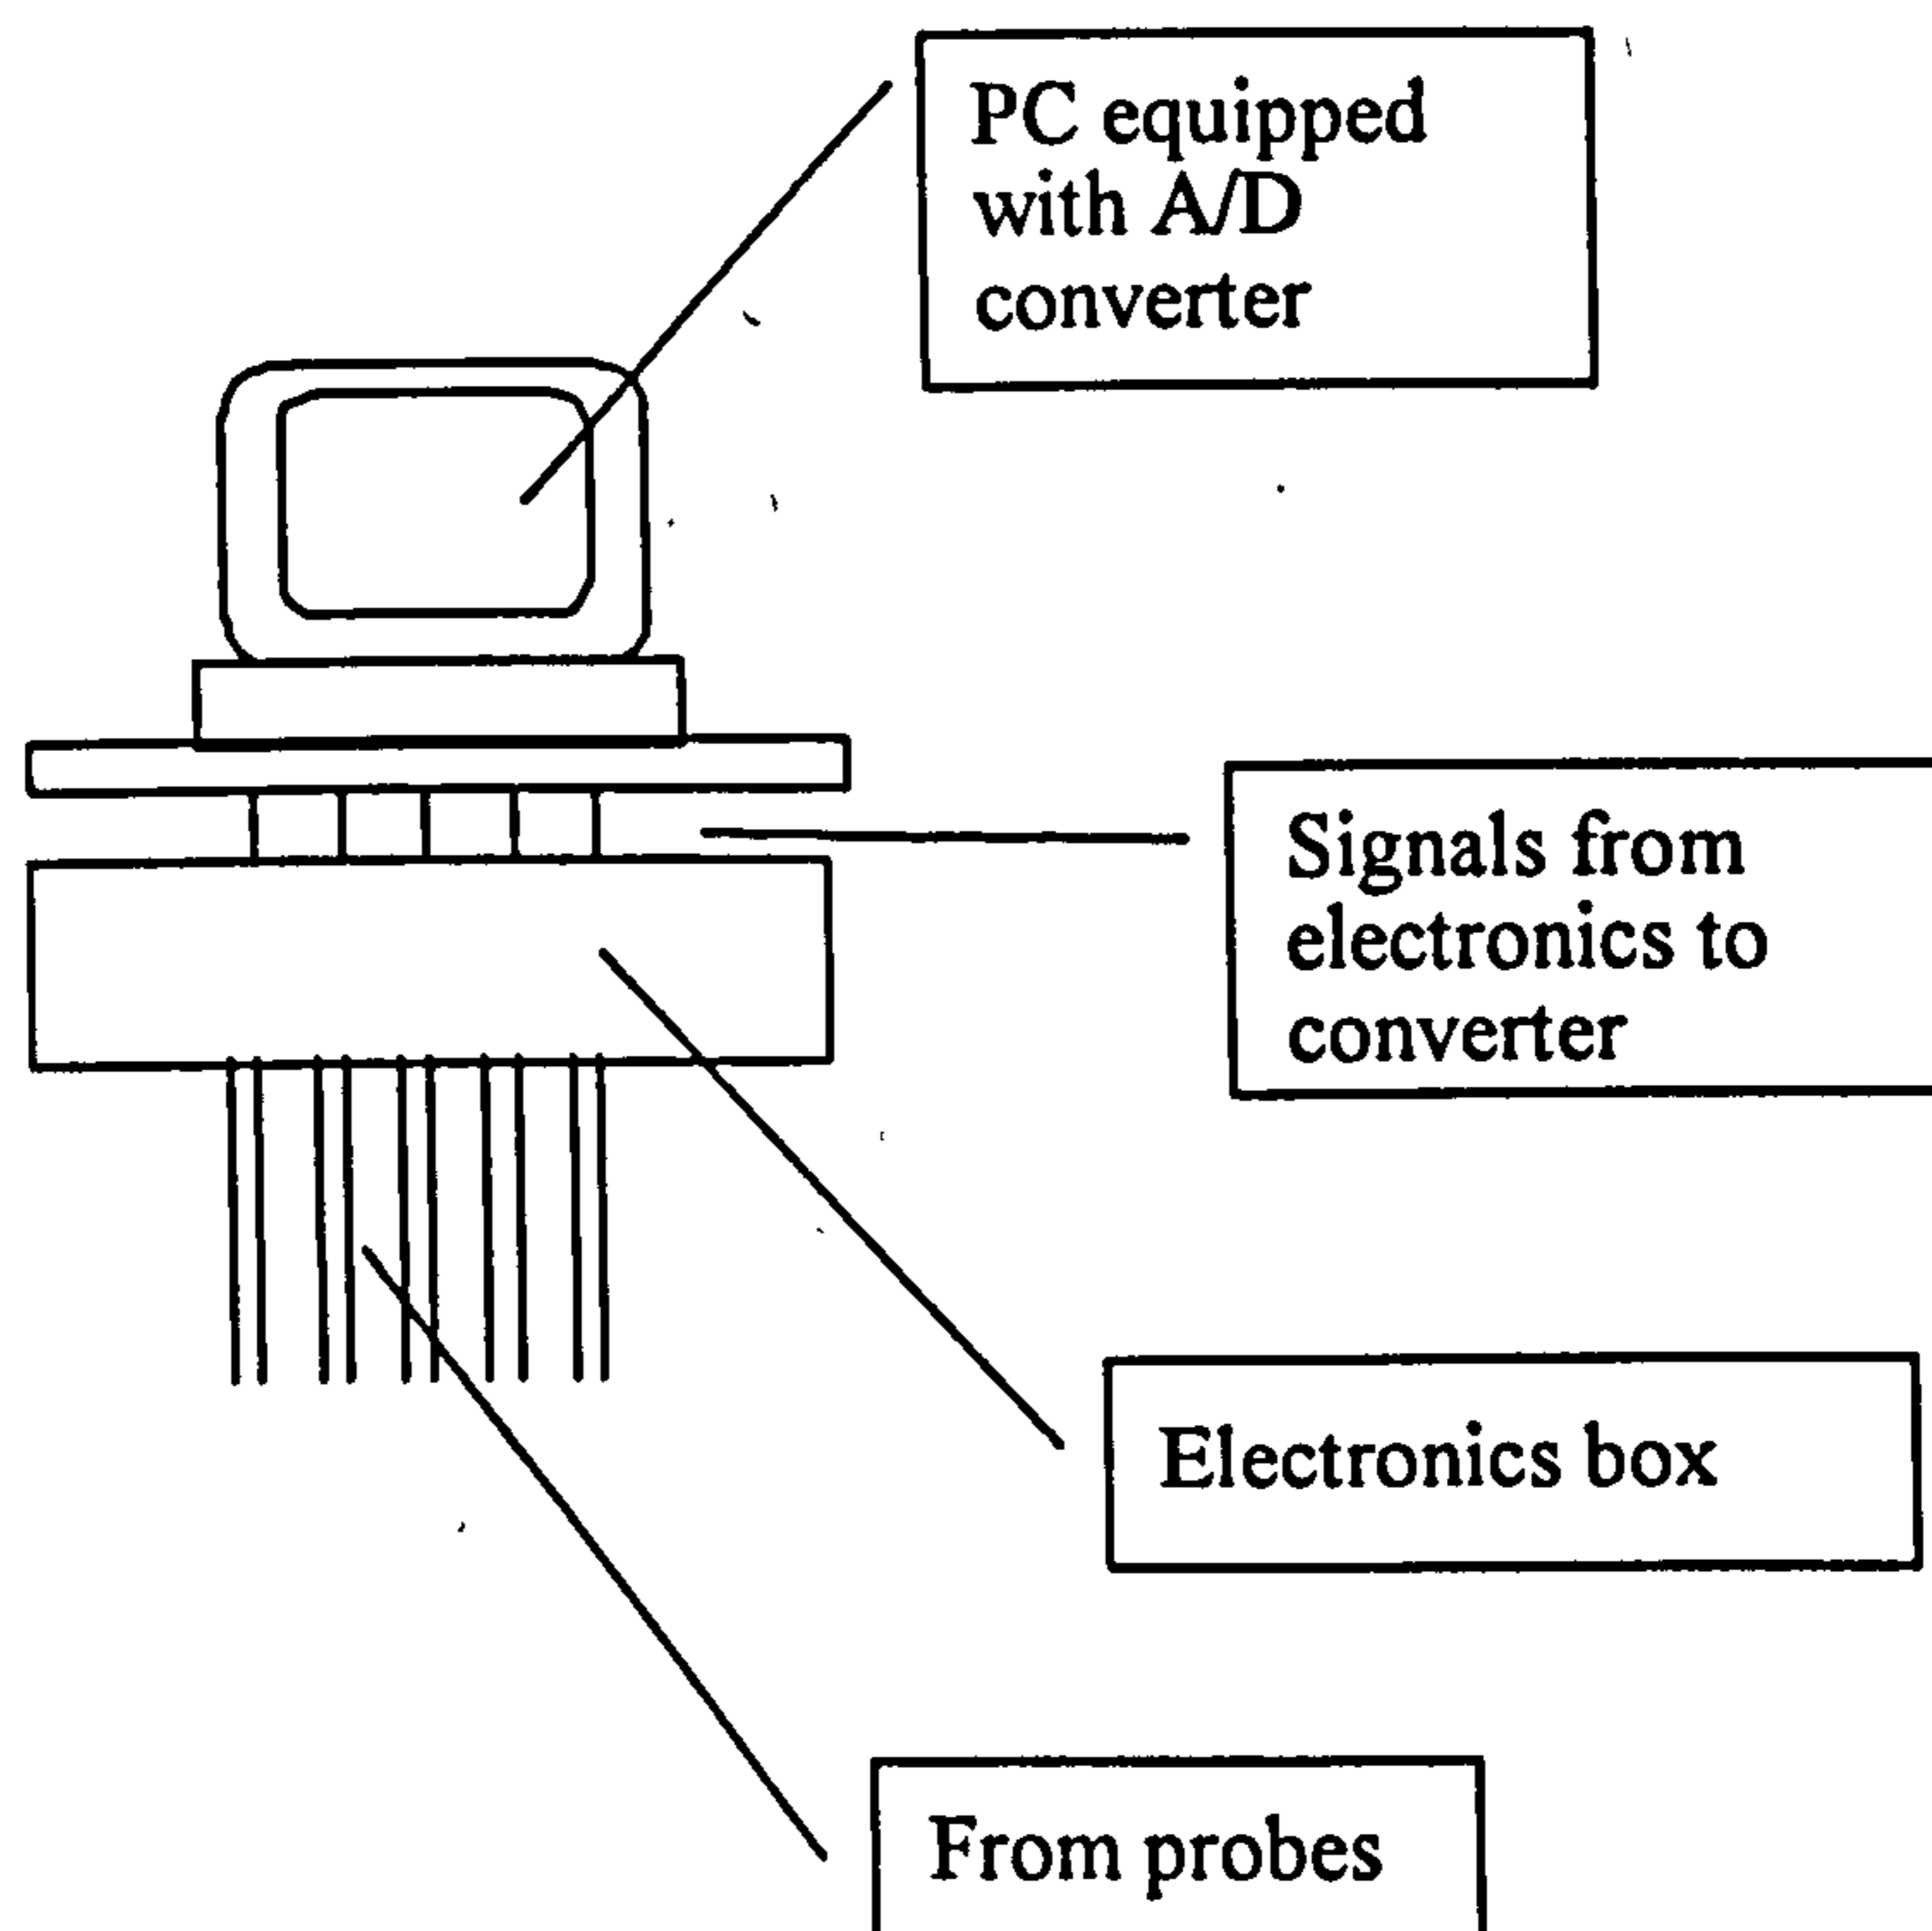 PC equipped
with A/D
converter
Signals from
electronics to
converter
Electronics box
From probes